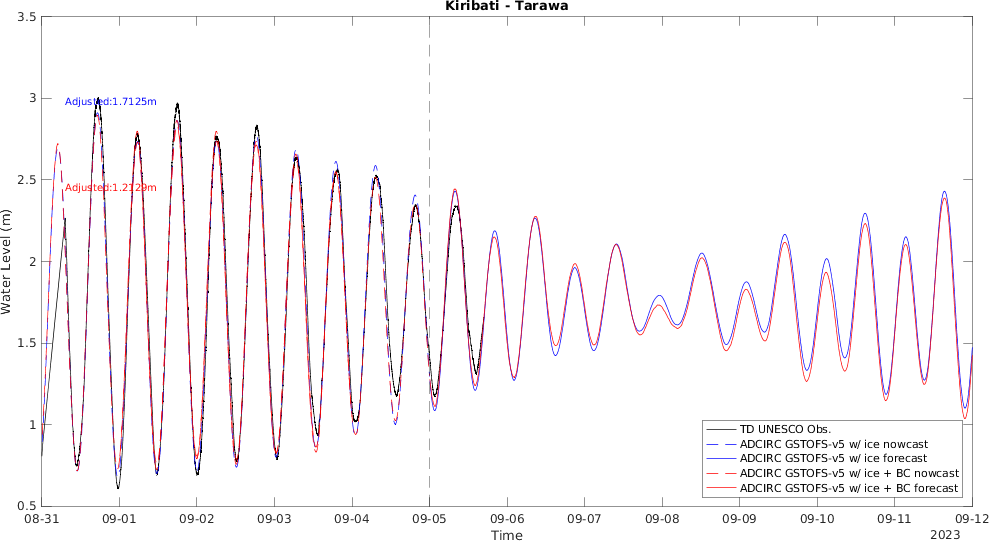 Kiribati - Tarawa
3.5
3
2.5
2
1.5
1
0.5
Water Level (m)
Adjusted:1.7125m
Adjusted:1.2129m
TD UNESCO Obs.
ADCIRC GSTOFS-v5 w/ ice nowcast
ADCIRC GSTOFS-v5 w/ ice forecast
ADCIRC GSTOFS-v5 w/ ice + BC nowcast
ADCIRC GSTOFS-v5 w/ ice + BC forecast
08-31 09-01 09-02 09-03 09-04 09-05 09-06 09-07 09-08 09-09 09-10 09-11 09-12
Time
2023